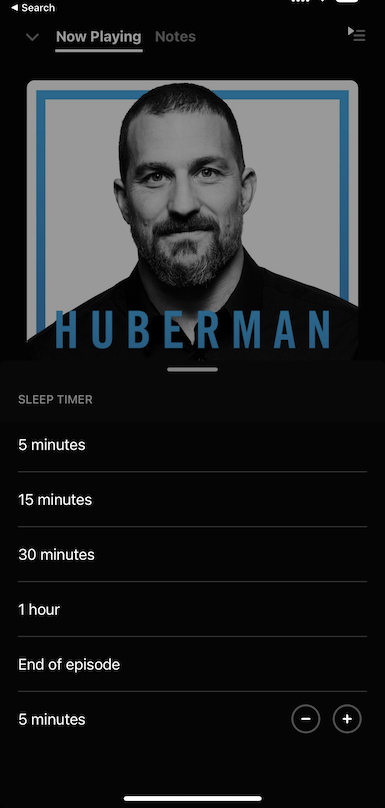 Search
Now Playing Notes
HUBERMAN
SLEEP TIMER
5 minutes
15 minutes
30 minutes
1 hour
End of episode
5 minutes